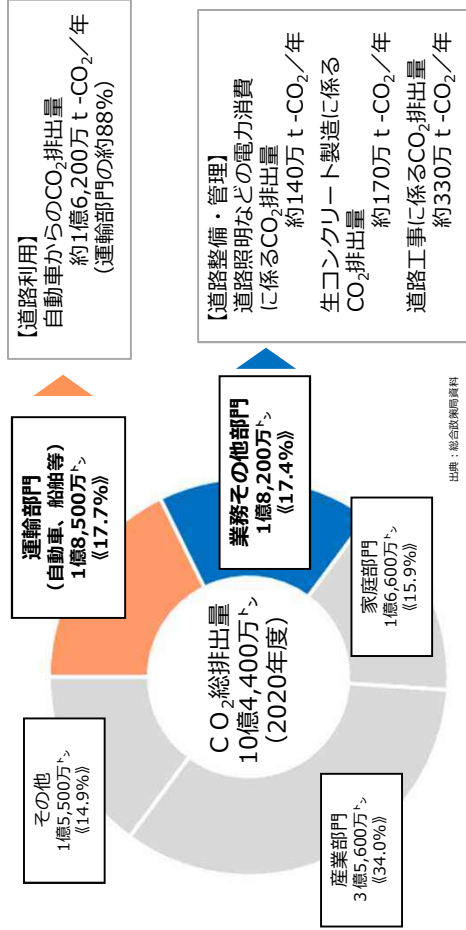 CO₂総排出量
10億4,400万㌧
(2020年度)
運輸部門
(自動車、船舶等)
1億8,500万㌧
《17.7%》
業務その他部門
1億8,200万㌧
《17.4%》
家庭部門
1億6,600万㌧
《15.9%》
産業部門
3億5,600万㌧
《34.0%》
その他
1億5,500万㌧
《14.9%》
【道路利用】
自動車からのCO₂排出量
約1億6,200万ｔ-CO₂／年
(運輸部門の約88%)
【道路整備・管理】
道路照明などの電力消費
に係るCO₂排出量
約140万ｔ-CO₂／年
生コンクリート製造に係る
CO₂排出量
約170万ｔ-CO₂／年
道路工事に係るCO₂排出量
約330万ｔ-CO₂／年
出典：総合政策局資料